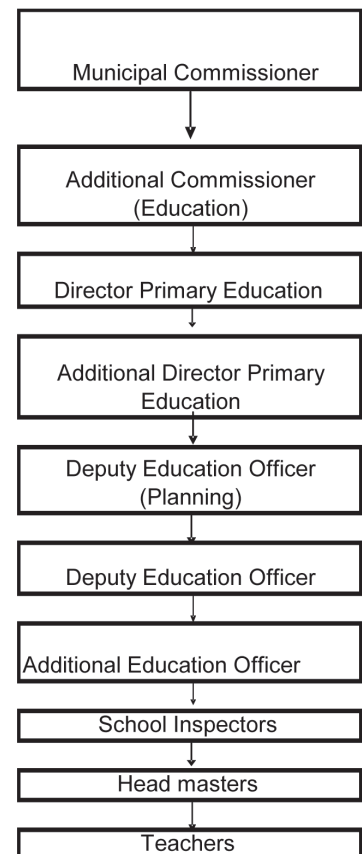 Municipal Commissioner
Additional Commissioner
(Education)
Director Primary Education
Additional Director Primary
Education
Deputy Education Officer
(Planning)
Deputy Education Officer
Additional Education Officer
School Inspectors
Head masters
Teachers